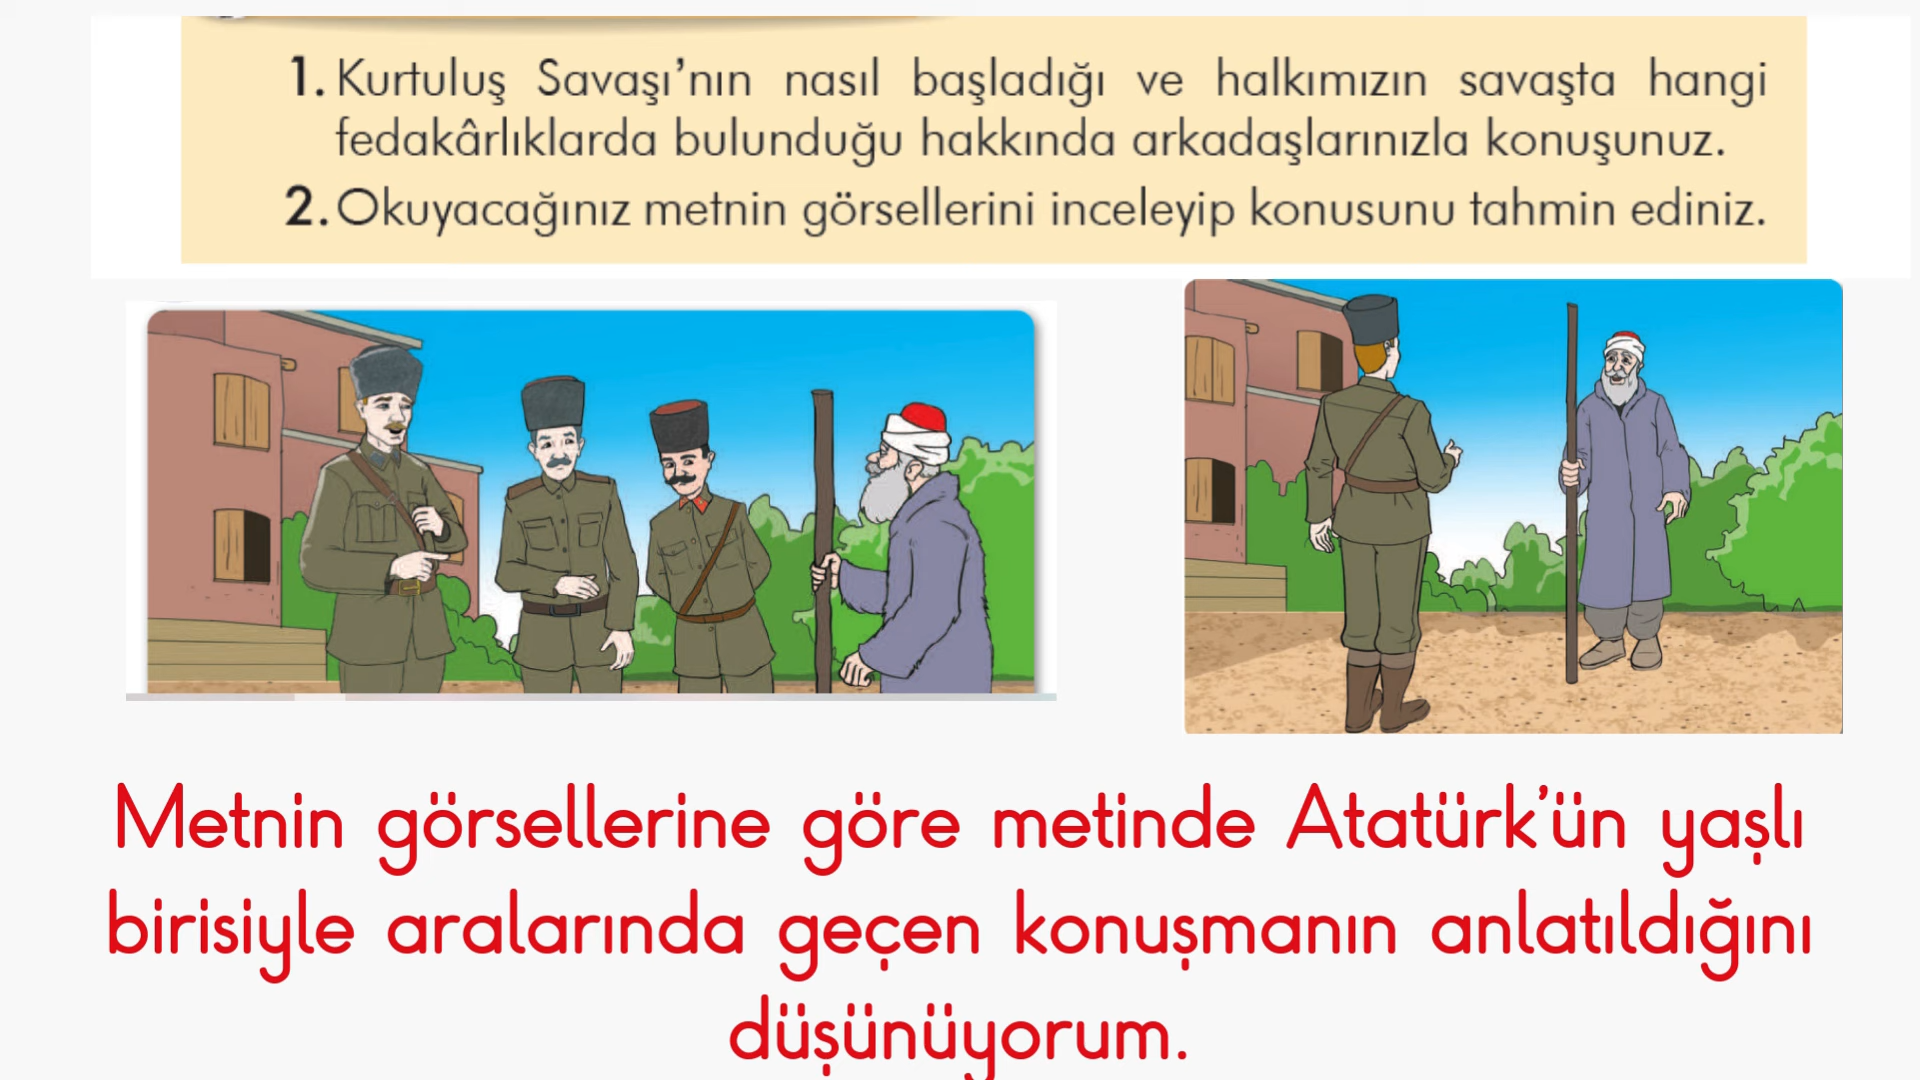 1. Kurtuluş Savaşı’nın nasıl başladığı ve halkımızın savaşta hangi
fedakârlıklarda bulunduğu hakkında arkadaşlarınızla konuşunuz.
2. Okuyacağınız metnin görsellerini inceleyip konusunu tahmin ediniz.
Metnin görsellerine göre metinde Atatürk’ün yaşlı
birisiyle aralarında geçen konuşmanın anlatıldığını
düşünüyorum.